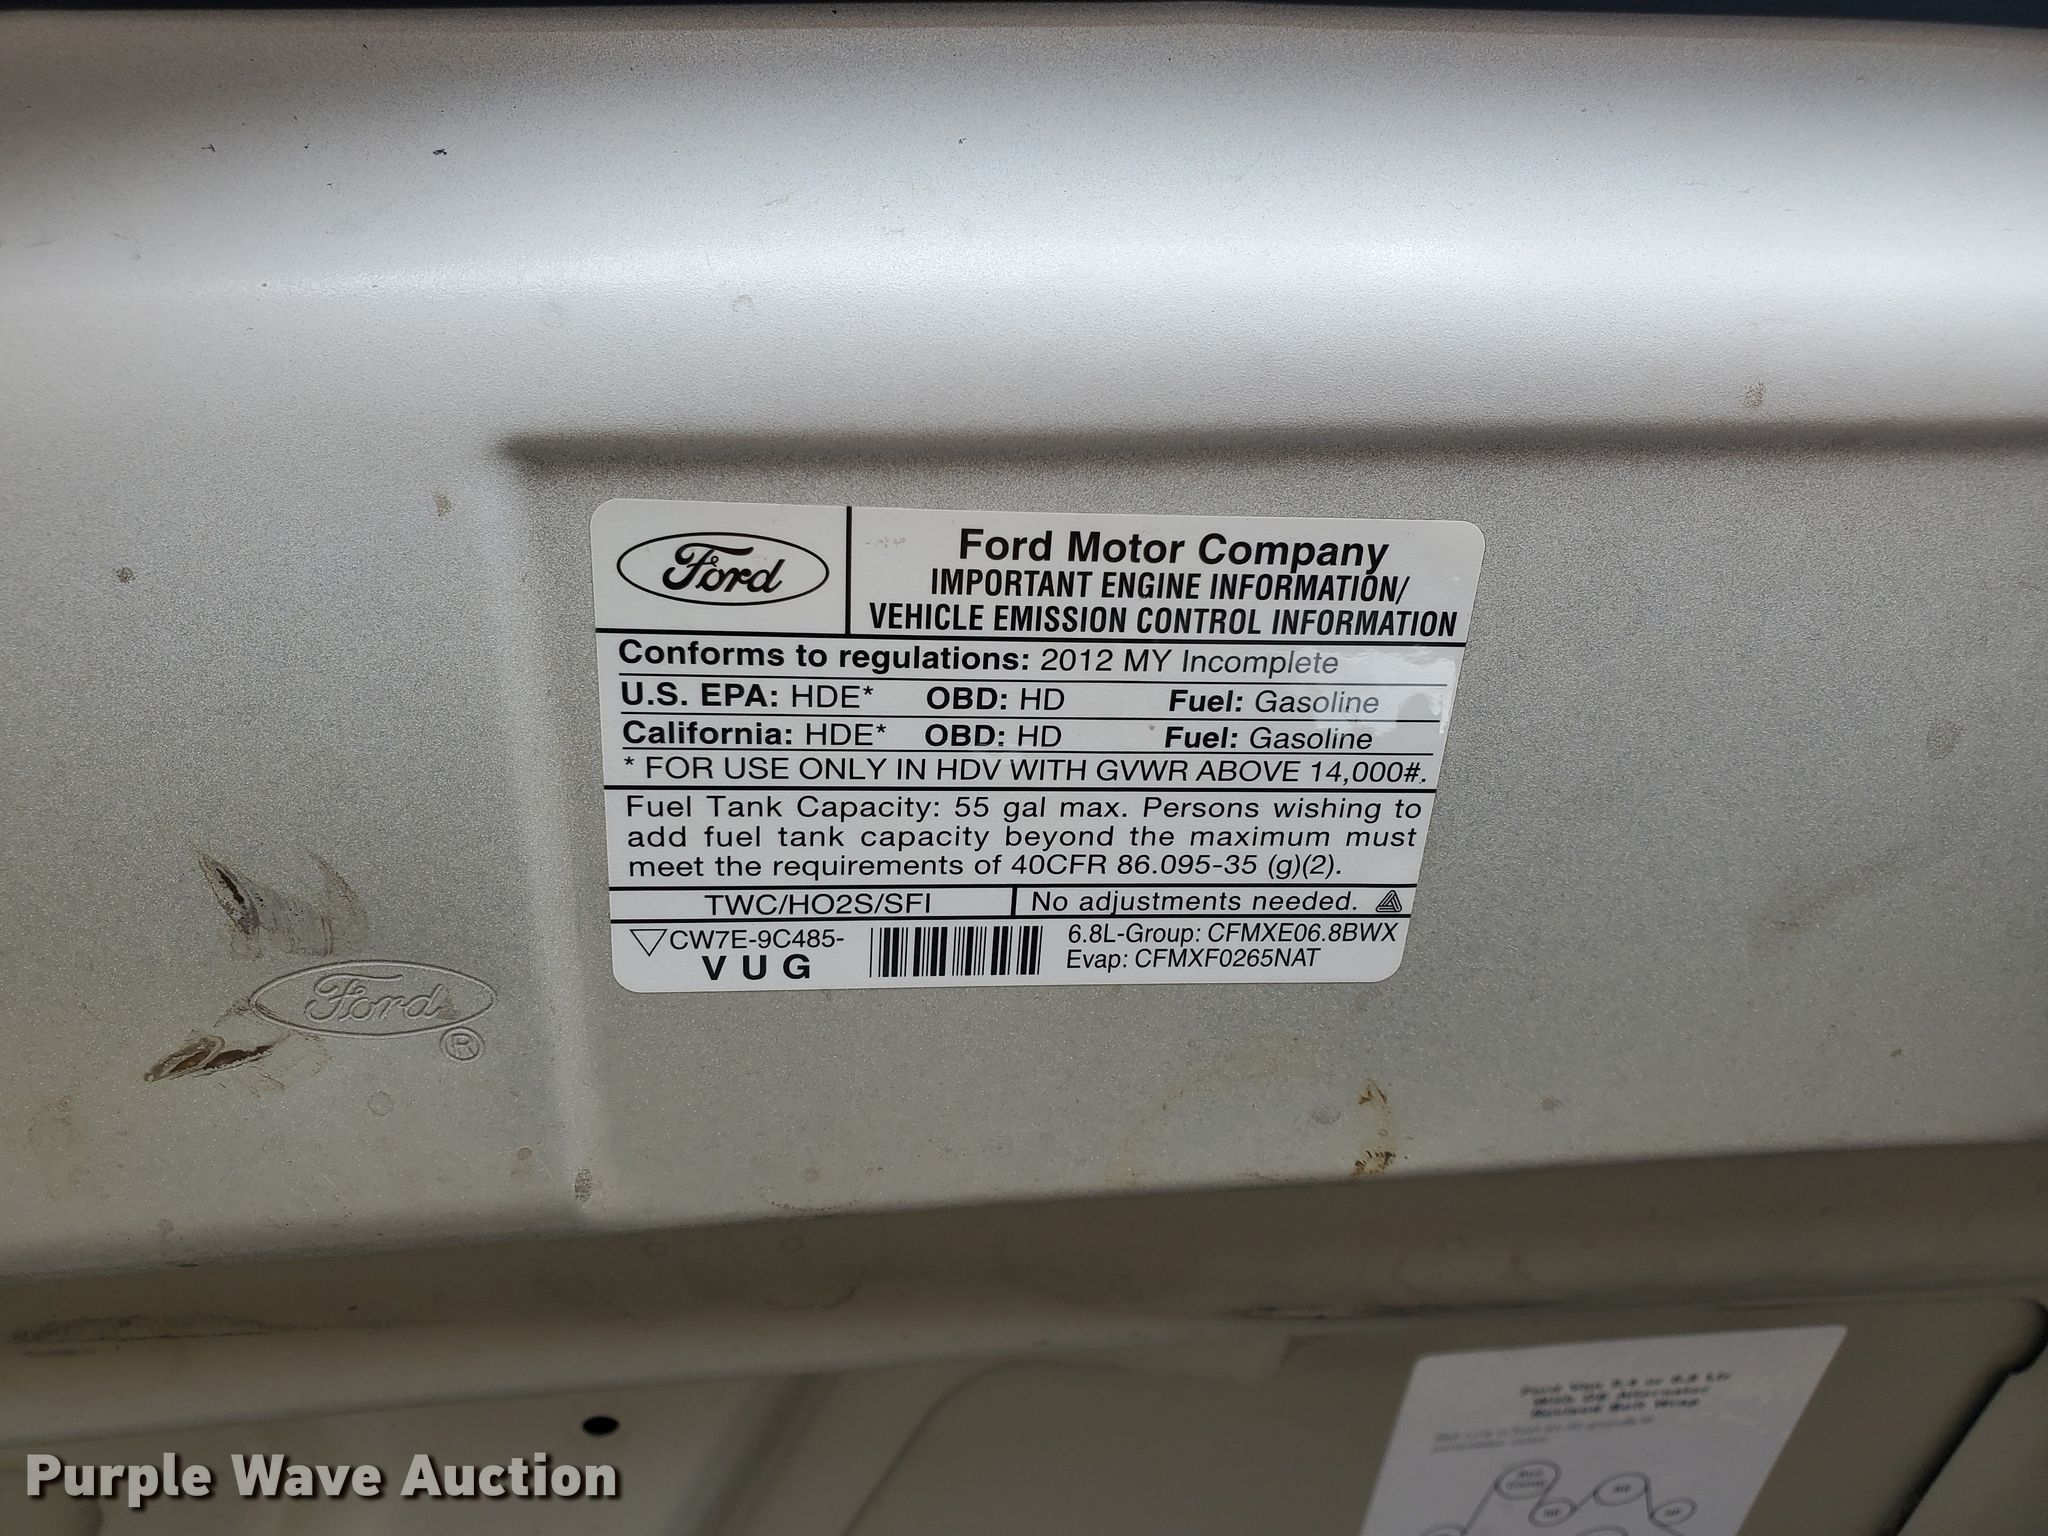 Ford
Ford Motor Company
IMPORTANT ENGINE INFORMATION/
VEHICLE EMISSION CONTROL INFORMATION
Conforms to regulations: 2012 MY Incomplete
U.S. EPA: HDE* OBD: HD Fuel: Gasoline
California: HDE* OBD: HD Fuel: Gasoline
* FOR USE ONLY IN HDV WITH GVWR ABOVE 14,000#.
Fuel Tank Capacity: 55 gal max. Persons wishing to
add fuel tank capacity beyond the maximum must
meet the requirements of 40CFR 86.095-35 (g)(2).
TWC/HO2S/SFI
No adjustments needed.
CW7E-9C485-
VUG
6.8L-Group: CFMXE06.8BWX
Evap: CFMXF0265NAT
Ford
®
Purple Wave Auction